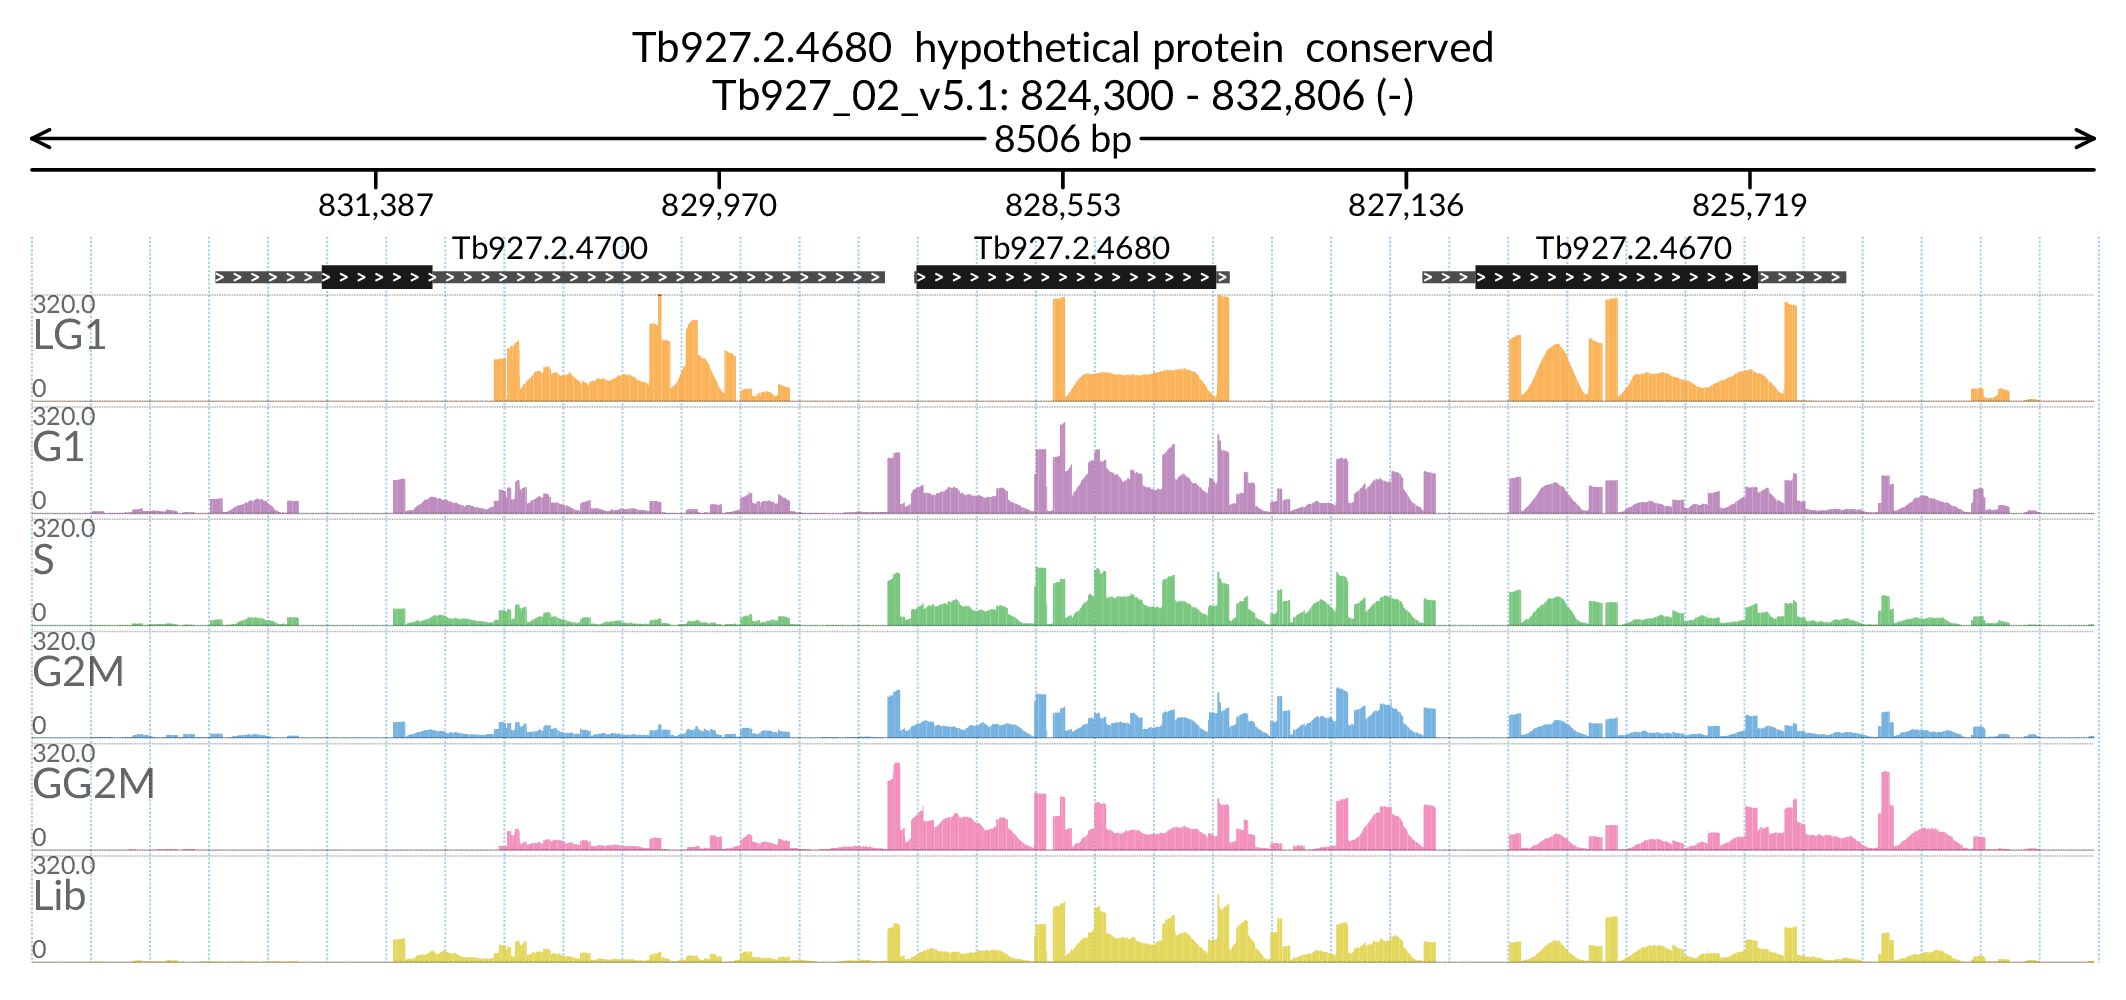 Tb927.2.4680 hypothetical protein conserved
Tb927_02_v5.1: 824,300 - 832,806 (-)
8506 bp
831,387 829,970 828,553 827,136 825,719
Tb927.2.4700 Tb927.2.4680 Tb927.2.4670
320.0
LG1
0
320.0
G1
0
320.0
S
0
320.0
G2M
0
320.0
GG2M
0
320.0
Lib
0